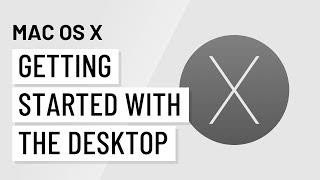 MAC OS X
GETTING
STARTED WITH
THE DESKTOP
X